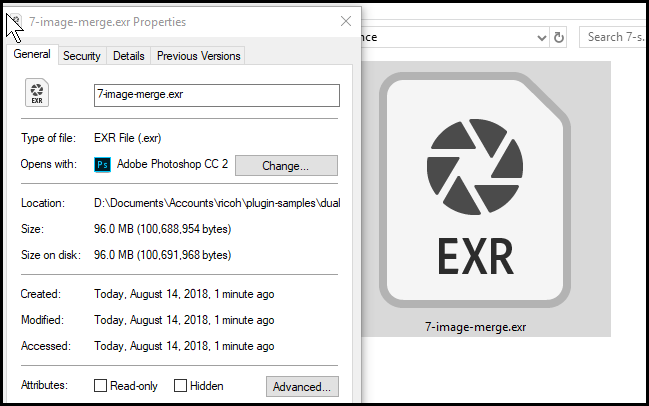 7-image-merge.exr Properties
General Security Details Previous Versions
EXR
7-image-merge.exr
Type of file: EXR File (.exr)
Opens with: Ps Adobe Photoshop CC 2 Change...
Location: D:\Documents\Accounts\ricoh\plugin-samples\dual
Size: 96.0 MB (100,688,954 bytes)
Size on disk: 96.0 MB (100,691,968 bytes)
Created: Today, August 14, 2018, 1 minute ago
Modified: Today, August 14, 2018, 1 minute ago
Accessed: Today, August 14, 2018, 1 minute ago
Attributes: Read-only Hidden Advanced...
nce
Search 7-s...
EXR
7-image-merge.exr